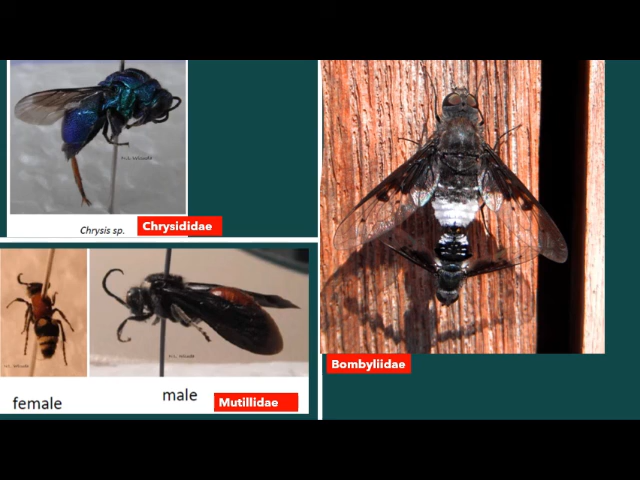 Chrysis sp.
Chrysididae
female
male
Mutillidae
Bombyliidae